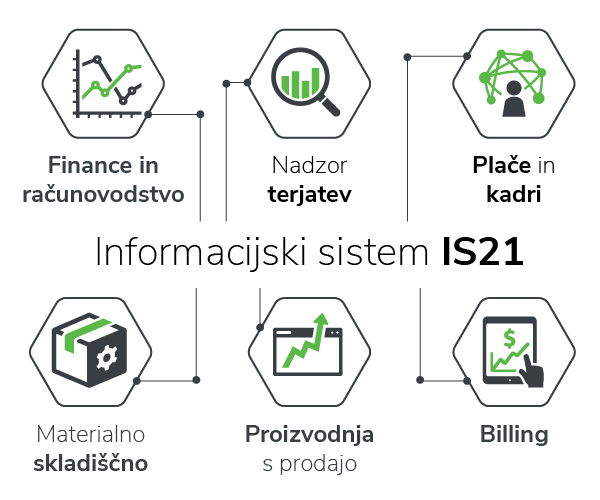 Finance in
računovodstvo
Nadzor
terjatev
Plače in
kadri
Informacijski sistem IS21
Materialno
skladiščno
Proizvodnja
s prodajo
$
Billing